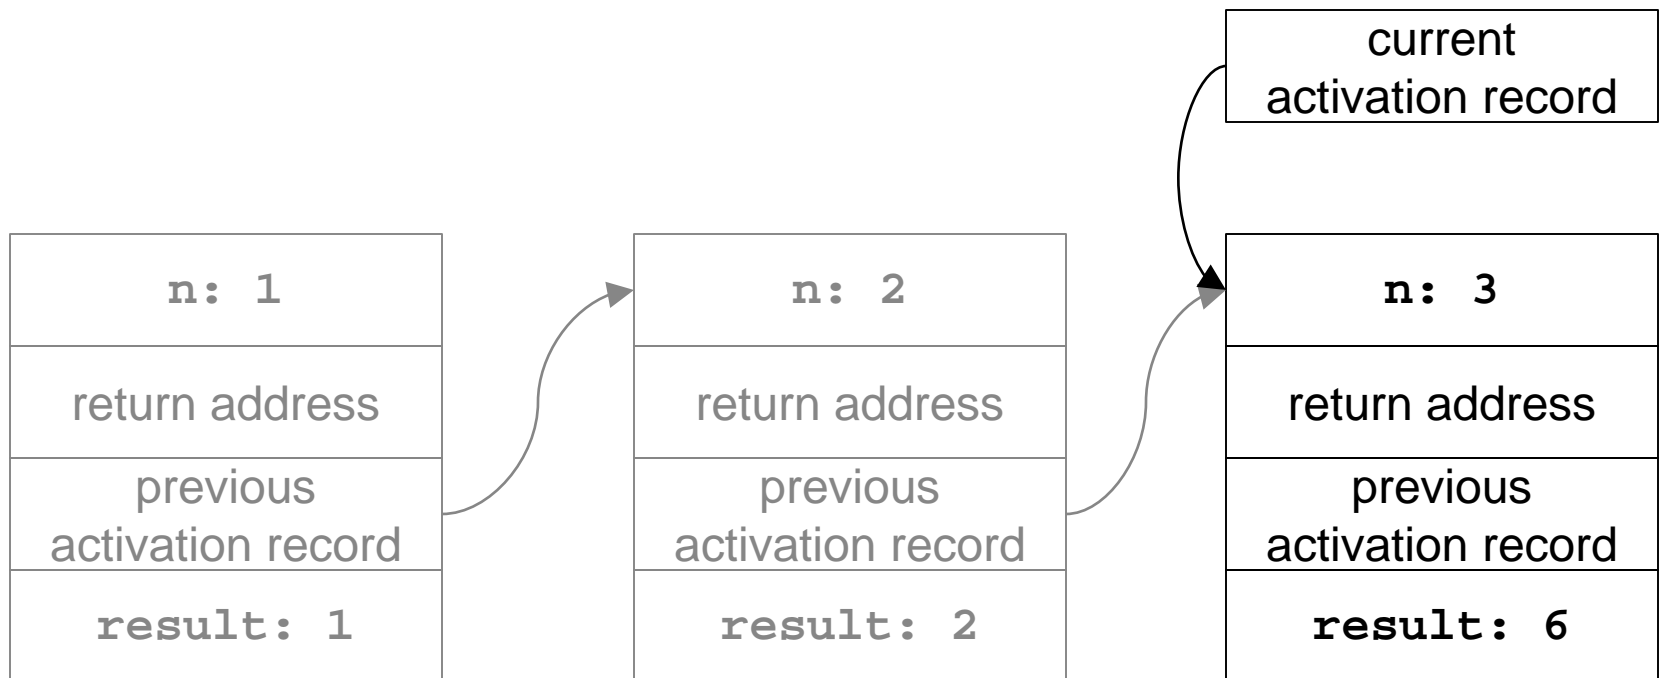 current
activation record
n: 1
return address
previous
activation record
result: 1
n: 2
return address
previous
activation record
result: 2
n: 3
return address
previous
activation record
result: 6